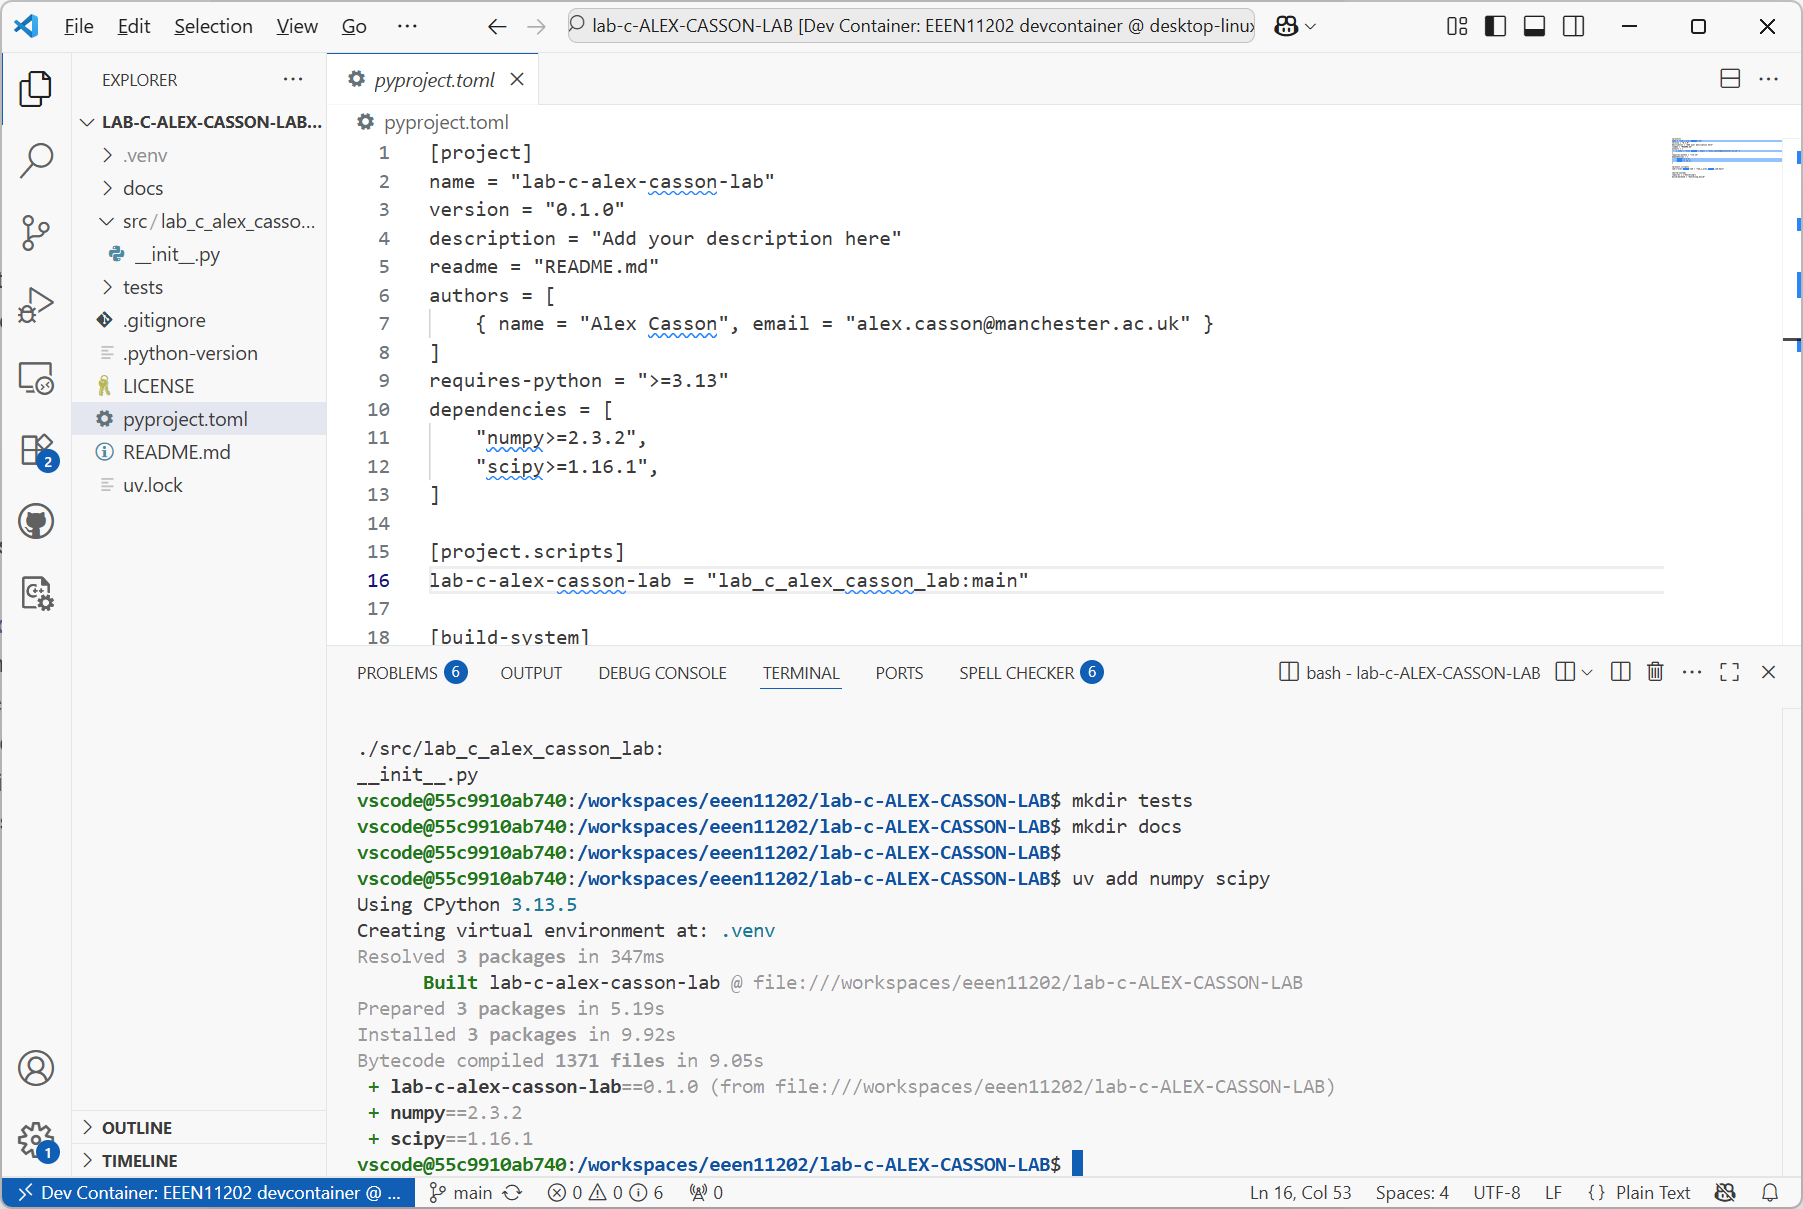 File Edit Selection View Go ··· lab-c-ALEX-CASSON-LAB [Dev Container: EEEN11202 devcontainer @ desktop-linux
EXPLORER ···
LAB-C-ALEX-CASSON-LAB...
.venv
docs
src / lab_c_alex_casso...
__init__.py
tests
.gitignore
.python-version
LICENSE
pyproject.toml
README.md
uv.lock
OUTLINE
TIMELINE
2
1
pyproject.toml
pyproject.toml
1 [project]
2 name = "lab-c-alex-casson-lab"
3 version = "0.1.0"
4 description = "Add your description here"
5 readme = "README.md"
6 authors = [
7 { name = "Alex Casson", email = "alex.casson@manchester.ac.uk" }
8 ]
9 requires-python = ">=3.13"
10 dependencies = [
11 "numpy>=2.3.2",
12 "scipy>=1.16.1",
13 ]
14
15 [project.scripts]
16 lab-c-alex-casson-lab = "lab_c_alex_casson_lab:main"
17
18 [build-system]
PROBLEMS 6 OUTPUT DEBUG CONSOLE TERMINAL PORTS SPELL CHECKER 6 bash - lab-c-ALEX-CASSON-LAB ···
./src/lab_c_alex_casson_lab:
__init__.py
vscode@55c9910ab740:/workspaces/eeen11202/lab-c-ALEX-CASSON-LAB$ mkdir tests
vscode@55c9910ab740:/workspaces/eeen11202/lab-c-ALEX-CASSON-LAB$ mkdir docs
vscode@55c9910ab740:/workspaces/eeen11202/lab-c-ALEX-CASSON-LAB$
vscode@55c9910ab740:/workspaces/eeen11202/lab-c-ALEX-CASSON-LAB$ uv add numpy scipy
Using CPython 3.13.5
Creating virtual environment at: .venv
Resolved 3 packages in 347ms
Built lab-c-alex-casson-lab @ file:///workspaces/eeen11202/lab-c-ALEX-CASSON-LAB
Prepared 3 packages in 5.19s
Installed 3 packages in 9.92s
Bytecode compiled 1371 files in 9.05s
+ lab-c-alex-casson-lab==0.1.0 (from file:///workspaces/eeen11202/lab-c-ALEX-CASSON-LAB)
+ numpy==2.3.2
+ scipy==1.16.1
vscode@55c9910ab740:/workspaces/eeen11202/lab-c-ALEX-CASSON-LAB$
Dev Container: EEEN11202 devcontainer @ ... main 0 0 6 0 Ln 16, Col 53 Spaces: 4 UTF-8 LF {} Plain Text